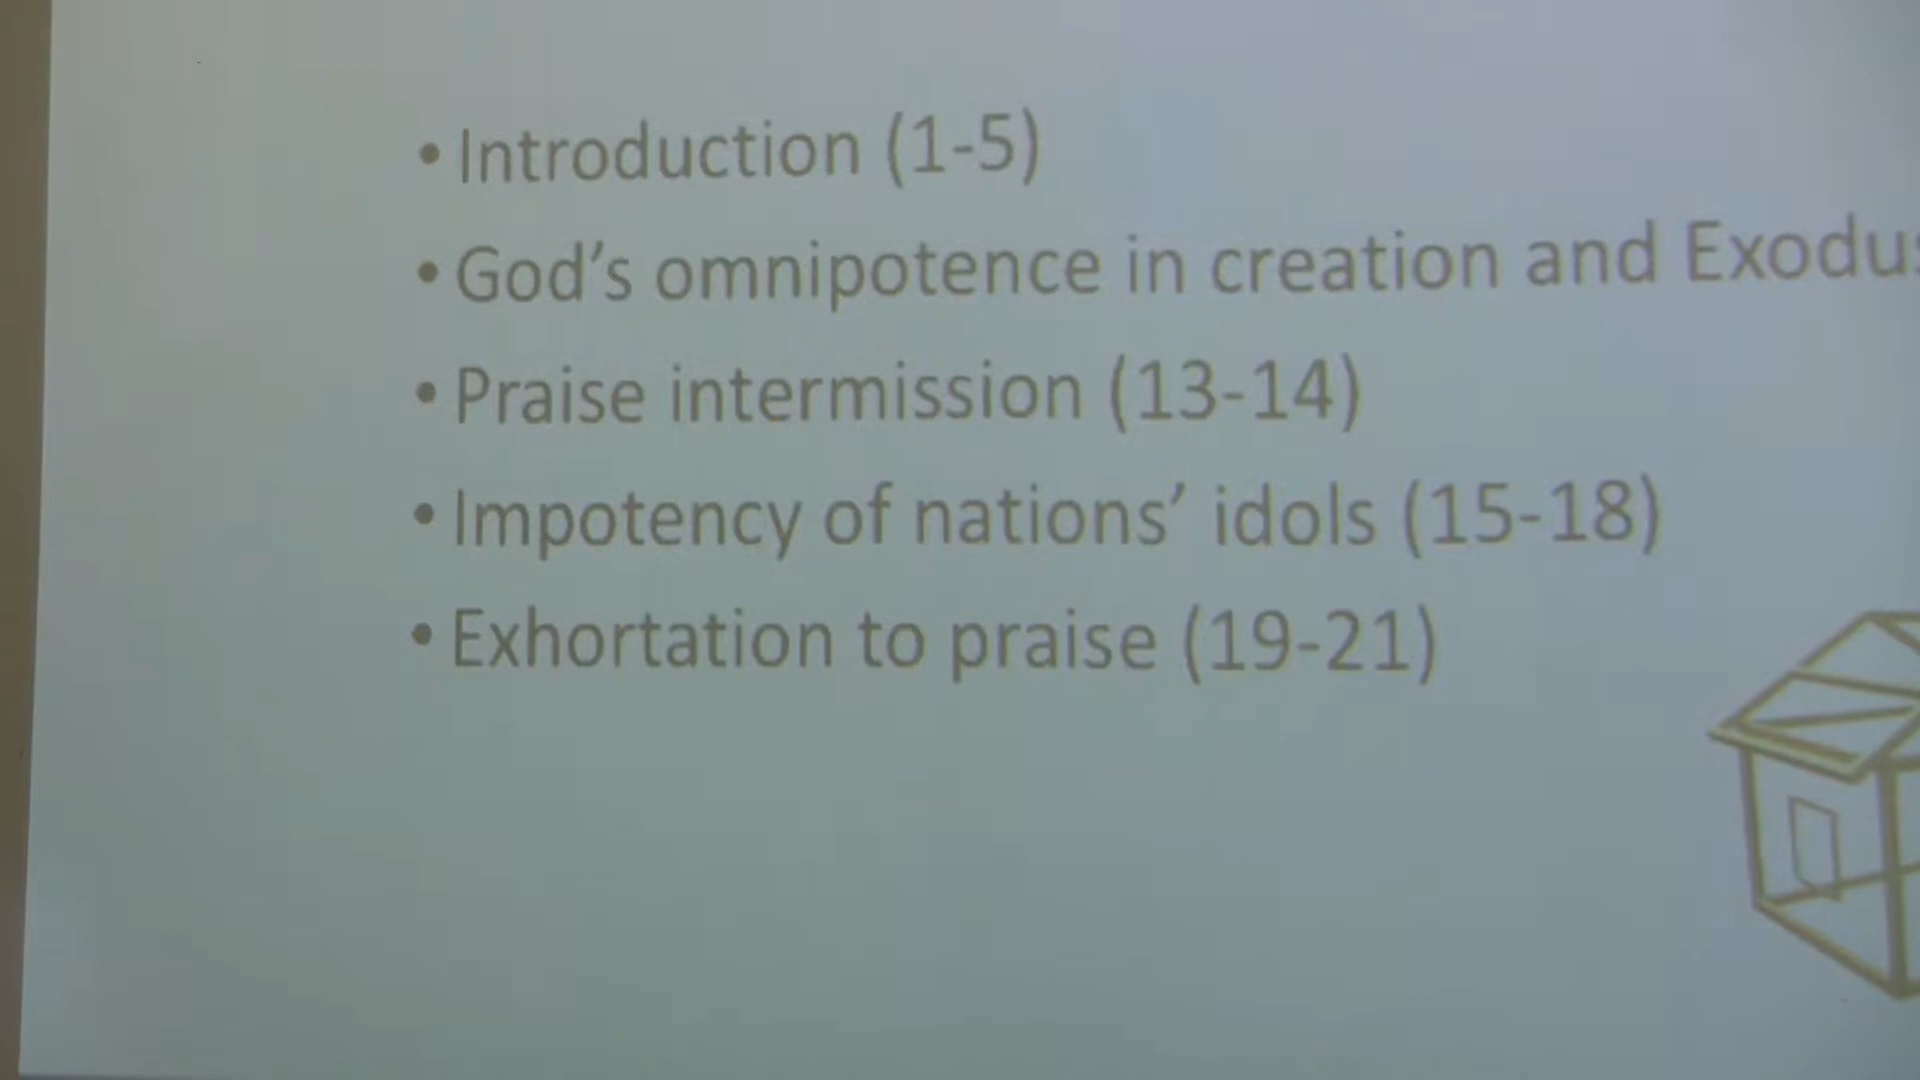 • Introduction (1-5)
• God’s omnipotence in creation and Exodus
• Praise intermission (13-14)
• Impotency of nations’ idols (15-18)
• Exhortation to praise (19-21)